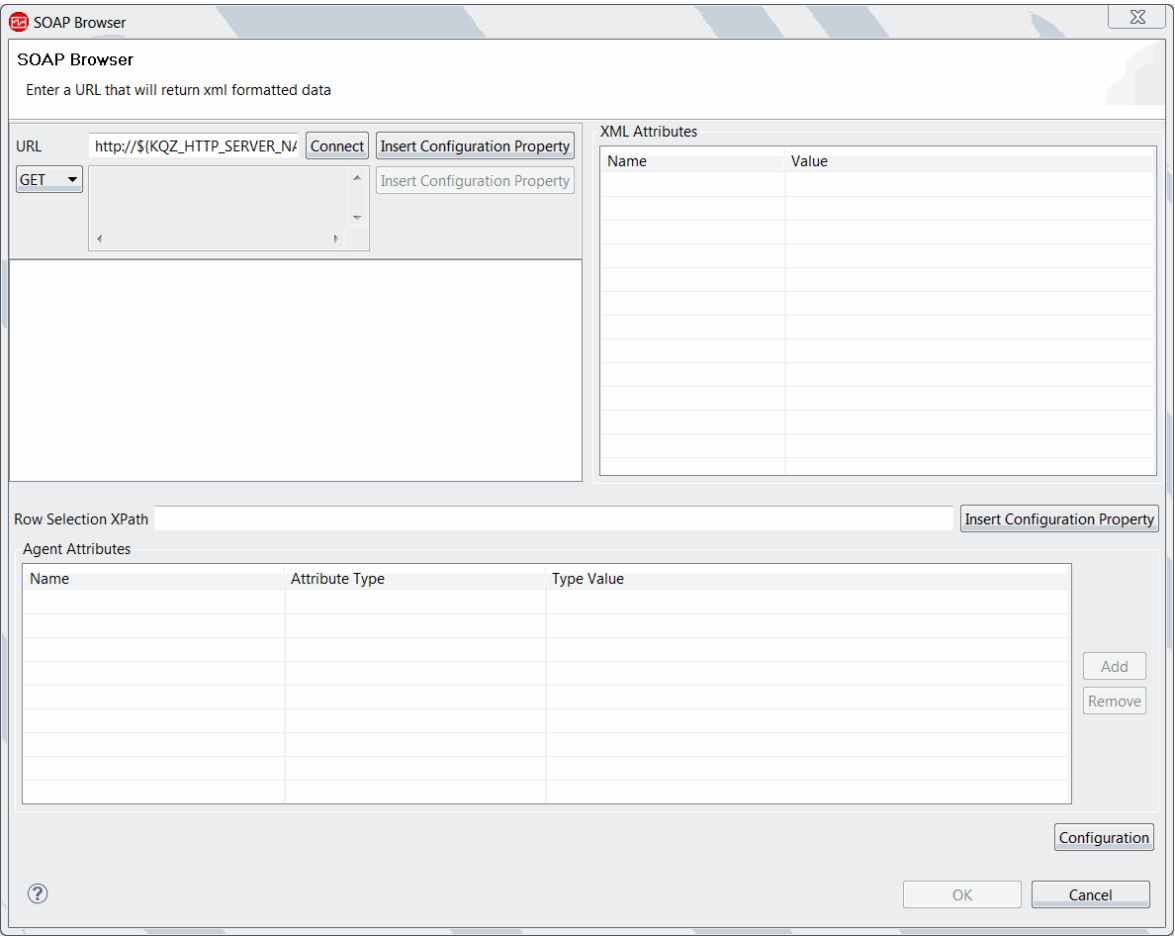 SOAP Browser
SOAP Browser
Enter a URL that will return xml formatted data
URL
http://${KQZ_HTTP_SERVER_NA
Connect
Insert Configuration Property
GET
Insert Configuration Property
XML Attributes
Name Value
Row Selection XPath
Insert Configuration Property
Agent Attributes
Name Attribute Type Type Value
Add
Remove
Configuration
?
OK
Cancel